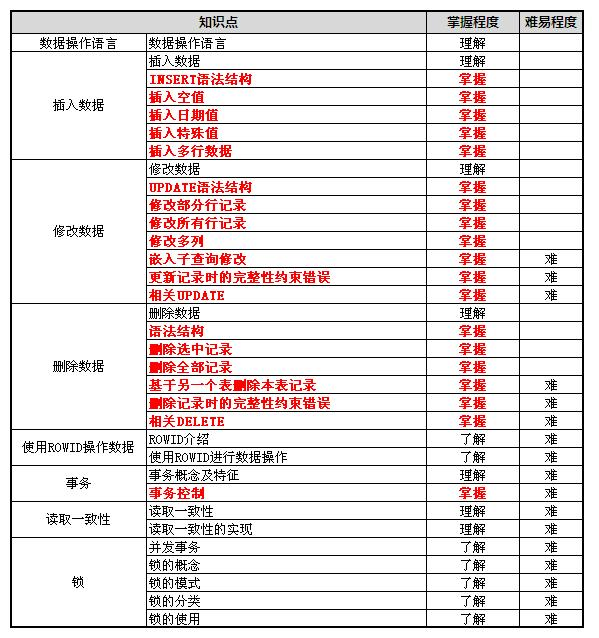 知识点 掌握程度 难易程度
数据操作语言 数据操作语言 理解
插入数据 插入数据 理解
INSERT语法结构 掌握
插入空值 掌握
插入日期值 掌握
插入特殊值 掌握
插入多行数据 掌握
修改数据 修改数据 理解
UPDATE语法结构 掌握
修改部分行记录 掌握
修改所有行记录 掌握
修改多列 掌握
嵌入子查询修改 掌握 难
更新记录时的完整性约束错误 掌握 难
相关UPDATE 掌握 难
删除数据 删除数据 理解
语法结构 掌握
删除选中记录 掌握
删除全部记录 掌握
基于另一个表删除本表记录 掌握 难
删除记录时的完整性约束错误 掌握 难
相关DELETE 掌握 难
使用ROWID操作数据 ROWID介绍 了解 难
使用ROWID进行数据操作 了解 难
事务 事务概念及特征 理解 难
事务控制 掌握 难
读取一致性 读取一致性 理解 难
读取一致性的实现 理解 难
锁 并发事务 了解 难
锁的概念 了解 难
锁的模式 了解 难
锁的分类 了解 难
锁的使用 了解 难